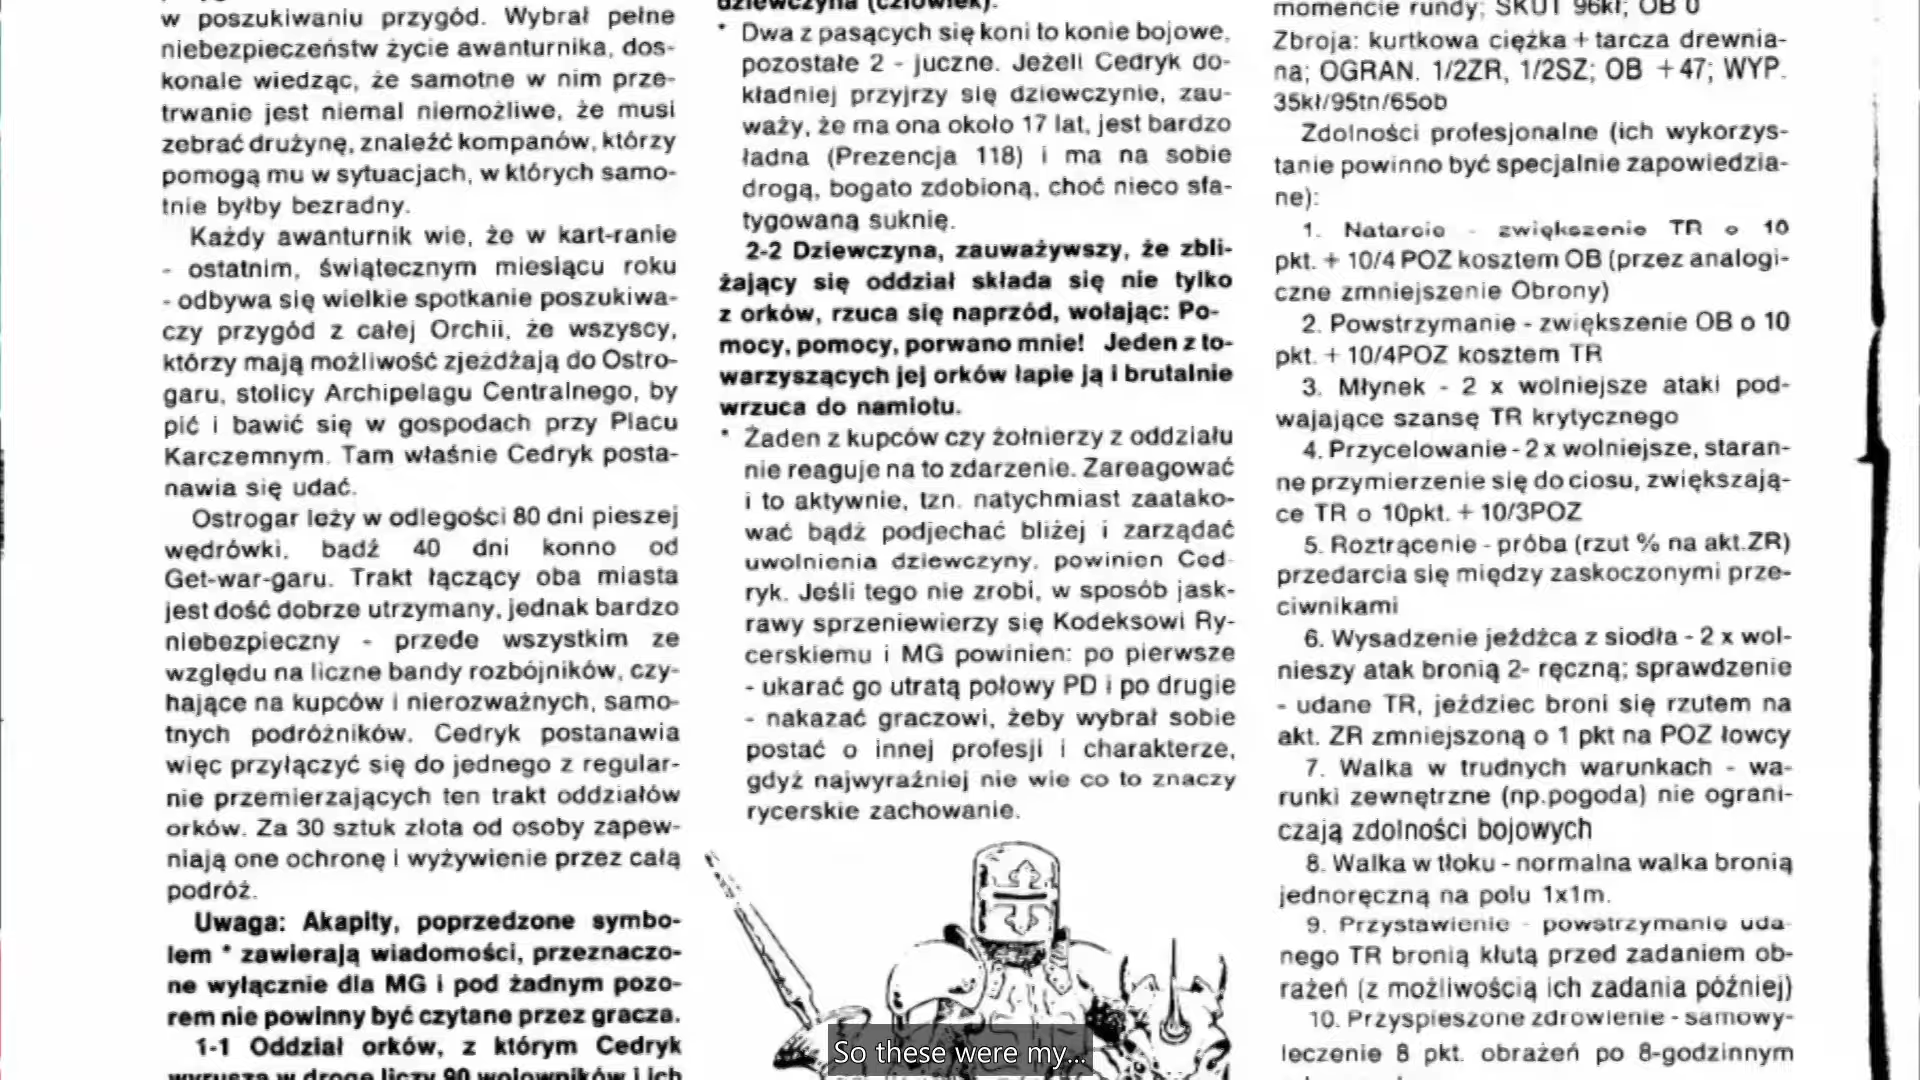 w poszukiwaniu przygód. Wybrał pełne
niebezpieczeństw życie awanturnika, dos-
konale wiedząc, że samotne w nim prze-
trwanie jest niemal niemożliwe, że musi
zebrać drużynę, znaleźć kompanów, którzy
pomogą mu w sytuacjach, w których samo-
tnie byłby bezradny.
Każdy awanturnik wie, że w kart-ranie
- ostatnim, świątecznym miesiącu roku
- odbywa się wielkie spotkanie poszukiwa-
czy przygód z całej Orchii, że wszyscy,
którzy mają możliwość zjeżdżają do Ostro-
garu, stolicy Archipelagu Centralnego, by
pić i bawić się w gospodach przy Placu
Karczemnym. Tam właśnie Cedryk posta-
nawia się udać.
Ostrogar leży w odlegości 80 dni pieszej
wędrówki, bądź 40 dni konno od
Get-war-garu. Trakt łączący oba miasta
jest dość dobrze utrzymany, jednak bardzo
niebezpieczny - przede wszystkim ze
względu na liczne bandy rozbójników, czy-
hające na kupców i nierozważnych, samo-
tnych podróżników. Cedryk postanawia
więc przyłączyć się do jednego z regular-
nie przemierzających ten trakt oddziałów
orków. Za 30 sztuk złota od osoby zapew-
niają one ochronę i wyżywienie przez całą
podróż.
Uwaga: Akapity, poprzedzone symbo-
lem * zawierają wiadomości, przeznaczo-
ne wyłącznie dla MG i pod żadnym pozo-
rem nie powinny być czytane przez gracza.
1-1 Oddział orków, z którym Cedryk
wyrusza w drogę liczy 90 wojowników i ich
dziewczyna (człowiek).
* Dwa z pasących się koni to konie bojowe,
pozostałe 2 - juczne. Jeżeli Cedryk do-
kładniej przyjrzy się dziewczynie, zau-
waży, że ma ona około 17 lat, jest bardzo
ładna (Prezencja 118) i ma na sobie
drogą, bogato zdobioną, choć nieco sfa-
tygowaną suknię.
2-2 Dziewczyna, zauważywszy, że zbli-
żający się oddział składa się nie tylko
z orków, rzuca się naprzód, wołając: Po-
mocy, pomocy, porwano mnie! Jeden z to-
warzyszących jej orków łapie ją i brutalnie
wrzuca do namiotu.
* Żaden z kupców czy żołnierzy z oddziału
nie reaguje na to zdarzenie. Zareagować
i to aktywnie, tzn. natychmiast zaatako-
wać bądź podjechać bliżej i zarządać
uwolnienia dziewczyny, powinien Ced-
ryk. Jeśli tego nie zrobi, w sposób jask-
rawy sprzeniewierzy się Kodeksowi Ry-
cerskiemu i MG powinien: po pierwsze
- ukarać go utratą połowy PD i po drugie
- nakazać graczowi, żeby wybrał sobie
postać o innej profesji i charakterze,
gdyż najwyraźniej nie wie co to znaczy
rycerskie zachowanie.
momencie rundy; SKUT 96kł; OB 0
Zbroja: kurtkowa ciężka + tarcza drewnia-
na; OGRAN. 1/2ZR, 1/2SZ; OB +47; WYP.
35kł/95tn/65ob
Zdolności profesjonalne (ich wykorzys-
tanie powinno być specjalnie zapowiedzia-
ne):
1. Natarcie - zwiększenie TR o 10
pkt. + 10/4 POZ kosztem OB (przez analogi-
czne zmniejszenie Obrony)
2. Powstrzymanie - zwiększenie OB o 10
pkt. + 10/4POZ kosztem TR
3. Młynek - 2 x wolniejsze ataki pod-
wajające szansę TR krytycznego
4. Przycelowanie - 2 x wolniejsze, staran-
ne przymierzenie się do ciosu, zwiększają-
ce TR o 10pkt. + 10/3POZ
5. Roztrącenie - próba (rzut % na akt.ZR)
przedarcia się między zaskoczonymi prze-
ciwnikami
6. Wysadzenie jeźdźca z siodła - 2 x wol-
nieszy atak bronią 2- ręczną; sprawdzenie
- udane TR, jeździec broni się rzutem na
akt. ZR zmniejszoną o 1 pkt na POZ łowcy
7. Walka w trudnych warunkach - wa-
runki zewnętrzne (np.pogoda) nie ograni-
czają zdolności bojowych
8. Walka w tłoku - normalna walka bronią
jednoręczną na polu 1x1m.
9. Przystawienie - powstrzymanie uda-
nego TR bronią kłutą przed zadaniem ob-
rażeń (z możliwością ich zadania później)
10. Przyspieszone zdrowienie - samowy-
leczenie 8 pkt. obrażeń po 8-godzinnym
So these were my...